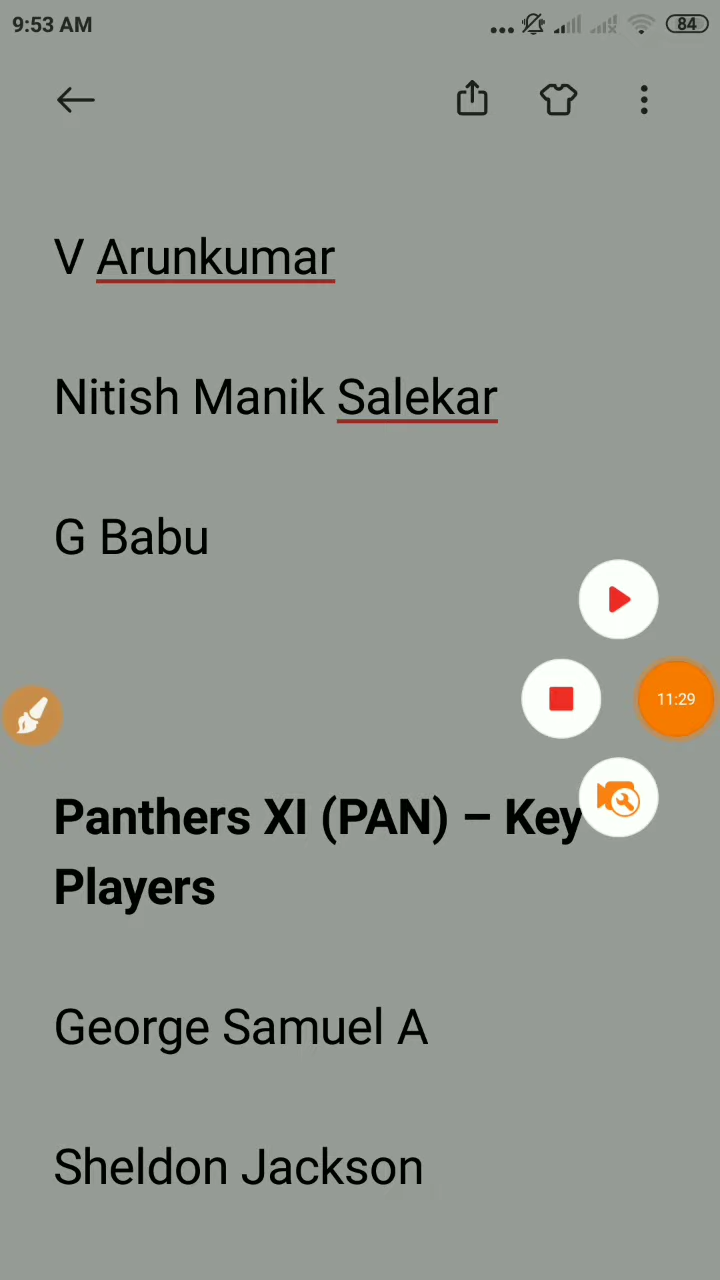 9:53 AM
84
V Arunkumar
Nitish Manik Salekar
G Babu
11:29
Panthers XI (PAN) – Key
Players
George Samuel A
Sheldon Jackson